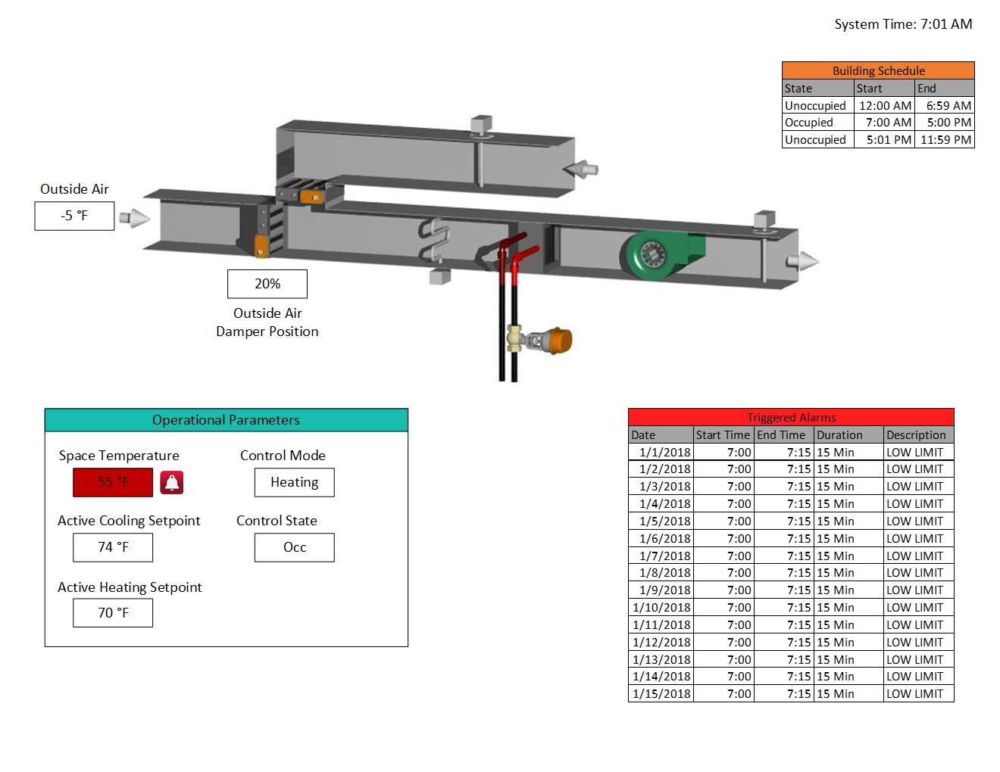 System Time: 7:01 AM
Building Schedule
State Start End
Unoccupied 12:00 AM 6:59 AM
Occupied 7:00 AM 5:00 PM
Unoccupied 5:01 PM 11:59 PM
Outside Air
-5 °F
20%
Outside Air
Damper Position
Operational Parameters
Space Temperature Control Mode
55 °F Heating
Active Cooling Setpoint Control State
74 °F Occ
Active Heating Setpoint
70 °F
Triggered Alarms
Date Start Time End Time Duration Description
1/1/2018 7:00 7:15 15 Min LOW LIMIT
1/2/2018 7:00 7:15 15 Min LOW LIMIT
1/3/2018 7:00 7:15 15 Min LOW LIMIT
1/4/2018 7:00 7:15 15 Min LOW LIMIT
1/5/2018 7:00 7:15 15 Min LOW LIMIT
1/6/2018 7:00 7:15 15 Min LOW LIMIT
1/7/2018 7:00 7:15 15 Min LOW LIMIT
1/8/2018 7:00 7:15 15 Min LOW LIMIT
1/9/2018 7:00 7:15 15 Min LOW LIMIT
1/10/2018 7:00 7:15 15 Min LOW LIMIT
1/11/2018 7:00 7:15 15 Min LOW LIMIT
1/12/2018 7:00 7:15 15 Min LOW LIMIT
1/13/2018 7:00 7:15 15 Min LOW LIMIT
1/14/2018 7:00 7:15 15 Min LOW LIMIT
1/15/2018 7:00 7:15 15 Min LOW LIMIT